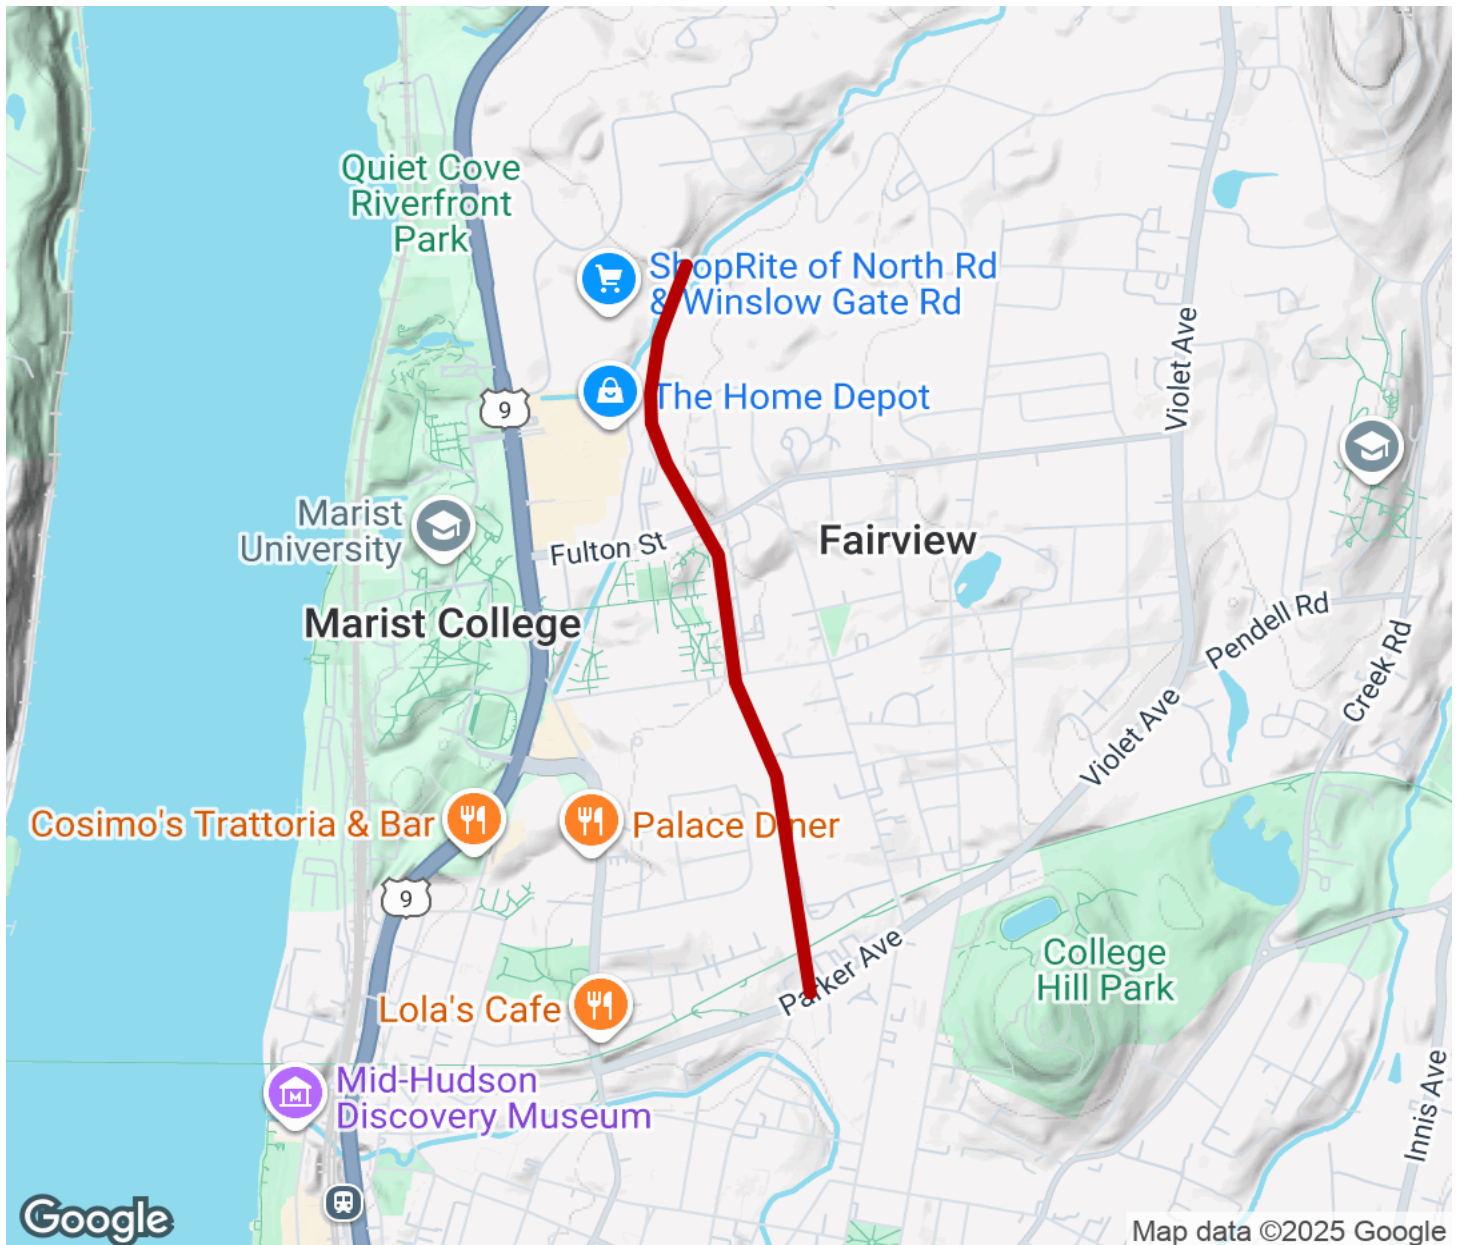 Quiet Cove
Riverfront
Park
ShopRite of North Rd
& Winslow Gate Rd
Violet Ave
The Home Depot
9
Marist
University
Fulton St
Fairview
Marist College
Pendell Rd
Creek Rd
Violet Ave
Cosimo's Trattoria & Bar
Palace Diner
9
Parker Ave
College
Hill Park
Lola's Cafe
Mid-Hudson
Discovery Museum
M
Innis Ave
Google
Map data ©2025 Google